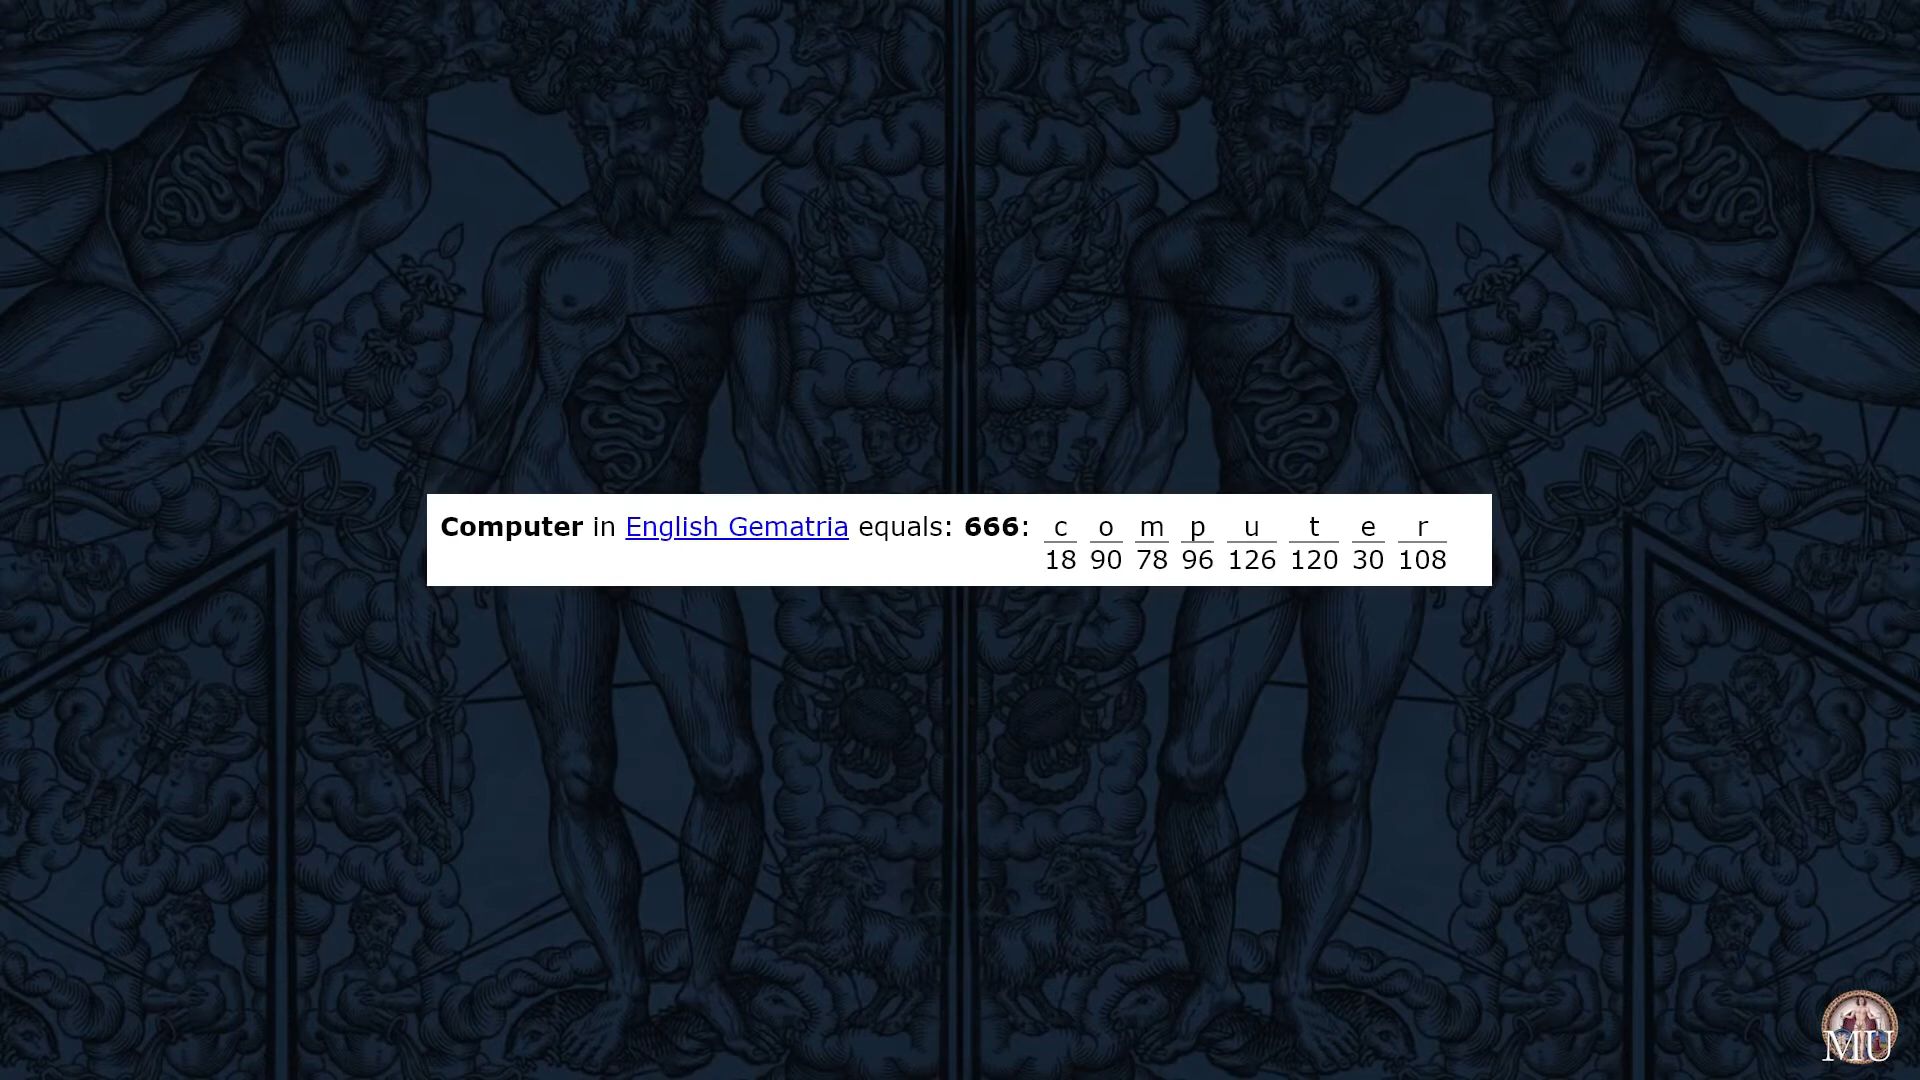 Computer in English Gematria equals: 666: c o m p u t e r
18 90 78 96 126 120 30 108
MU